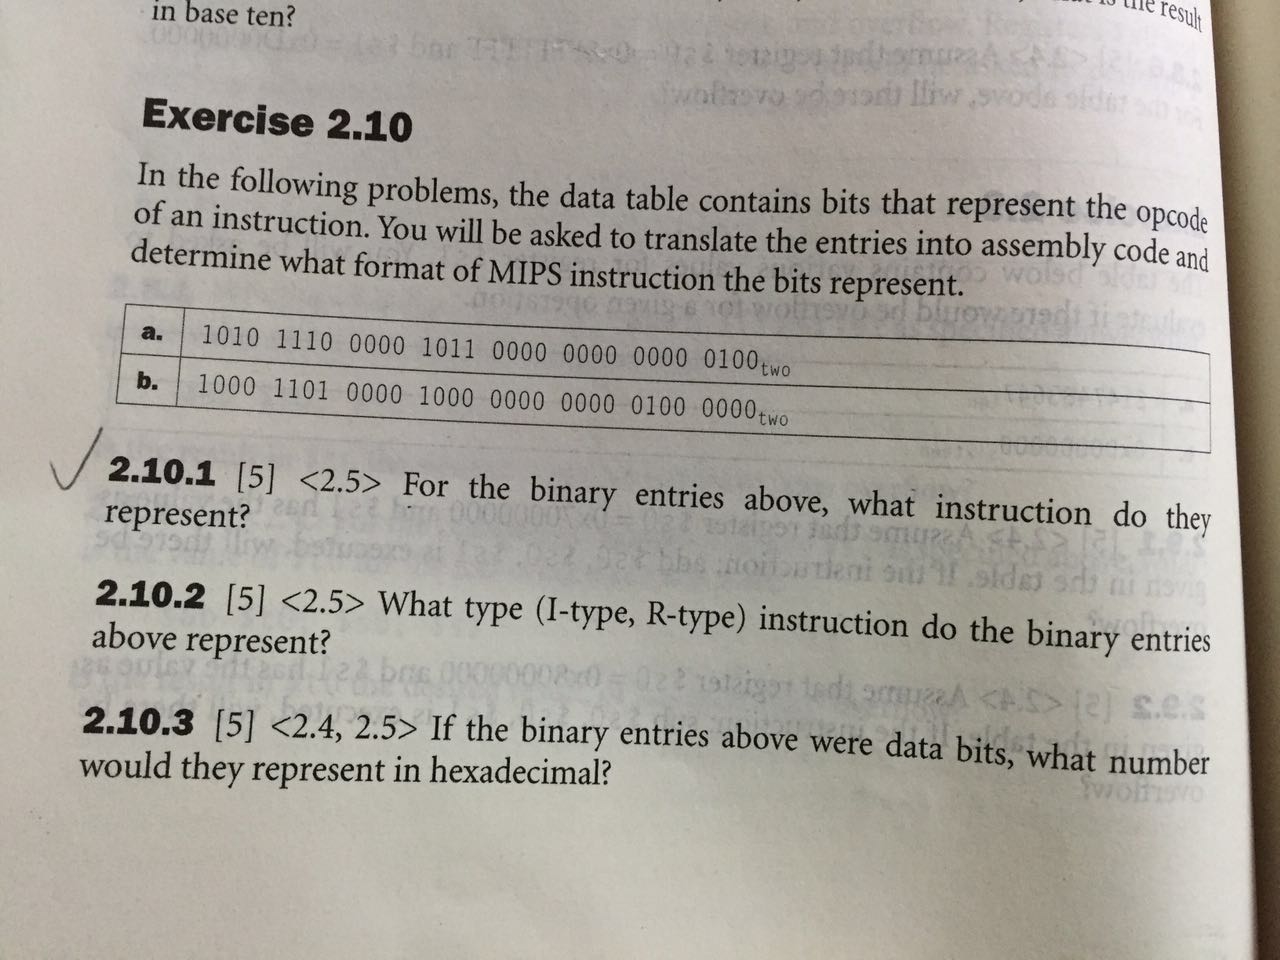 in base ten?
is the result
Exercise 2.10
In the following problems, the data table contains bits that represent the opcode
of an instruction. You will be asked to translate the entries into assembly code and
determine what format of MIPS instruction the bits represent.
a. 1010 1110 0000 1011 0000 0000 0000 0100two
b. 1000 1101 0000 1000 0000 0000 0100 0000two
2.10.1 [5] <2.5> For the binary entries above, what instruction do they
represent?
2.10.2 [5] <2.5> What type (I-type, R-type) instruction do the binary entries
above represent?
2.10.3 [5] <2.4, 2.5> If the binary entries above were data bits, what number
would they represent in hexadecimal?